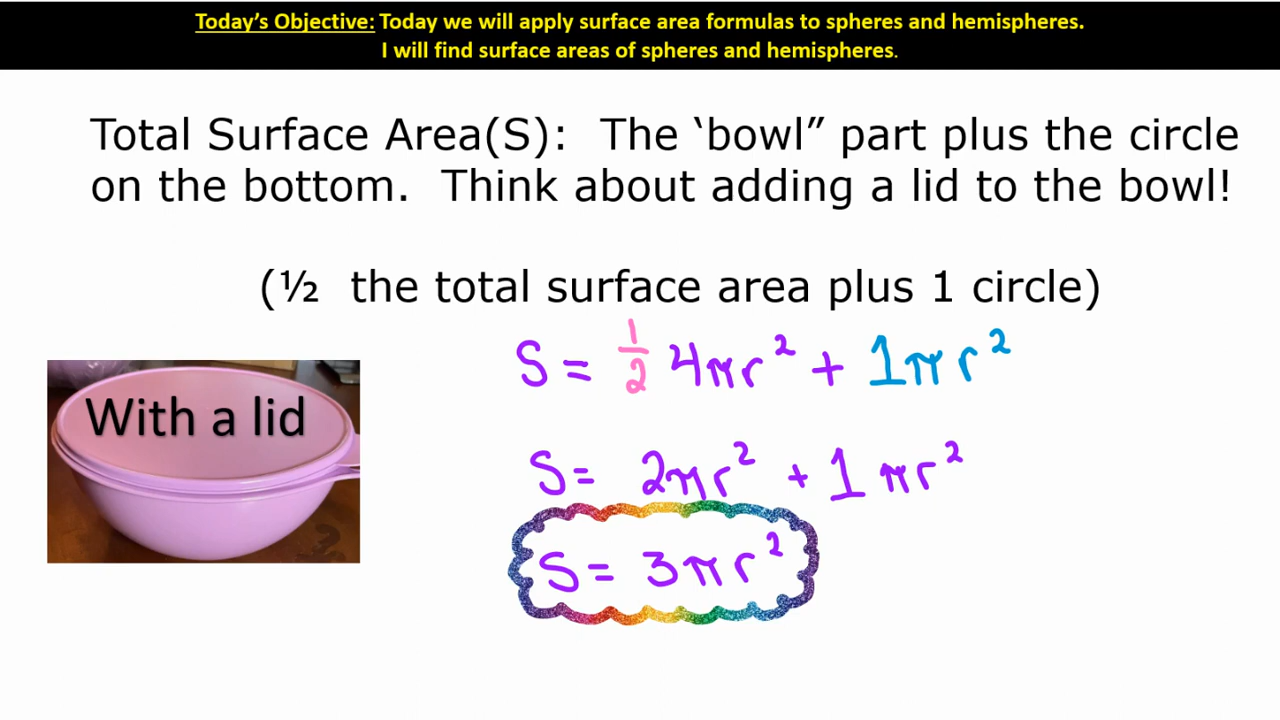 Today's Objective: Today we will apply surface area formulas to spheres and hemispheres.
I will find surface areas of spheres and hemispheres.
Total Surface Area(S):  The ‘bowl” part plus the circle
on the bottom.  Think about adding a lid to the bowl!
(½  the total surface area plus 1 circle)
S = 1/2 4πr² + 1πr²
With a lid
S = 2πr² + 1πr²
S = 3πr²